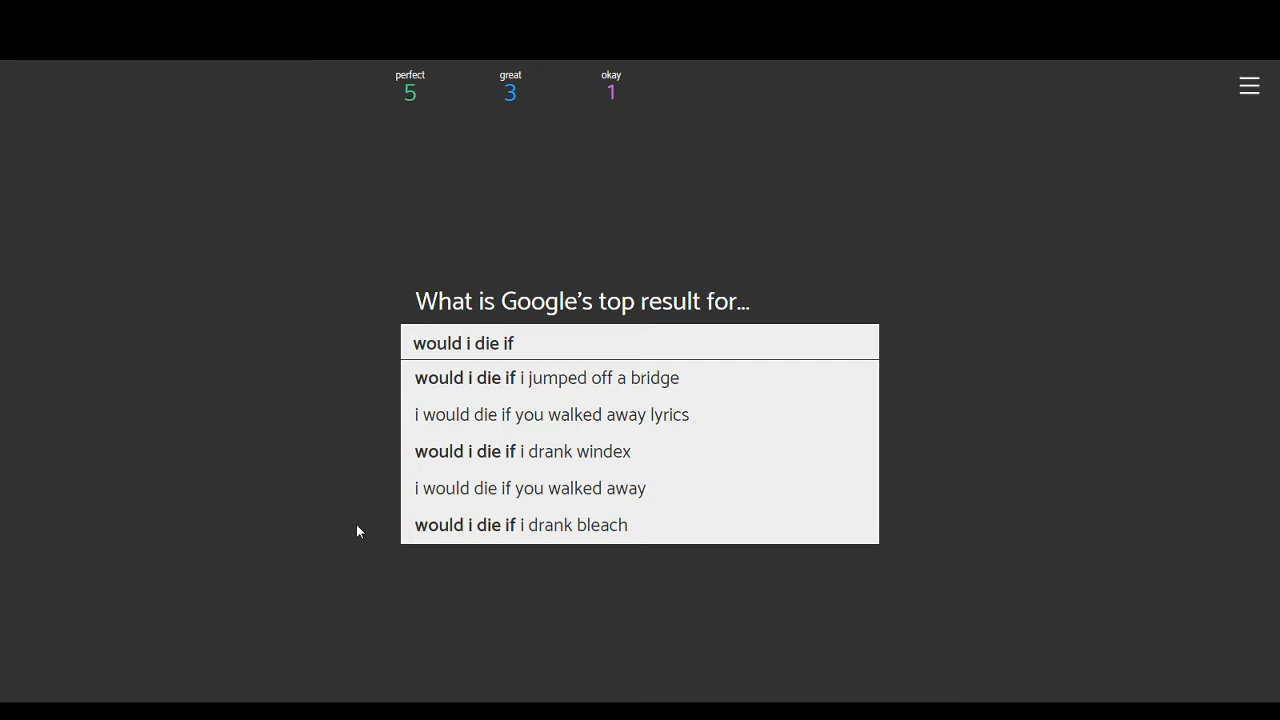 perfect great okay
5 3 1
What is Google's top result for...
would i die if
would i die if i jumped off a bridge
i would die if you walked away lyrics
would i die if i drank windex
i would die if you walked away
would i die if i drank bleach